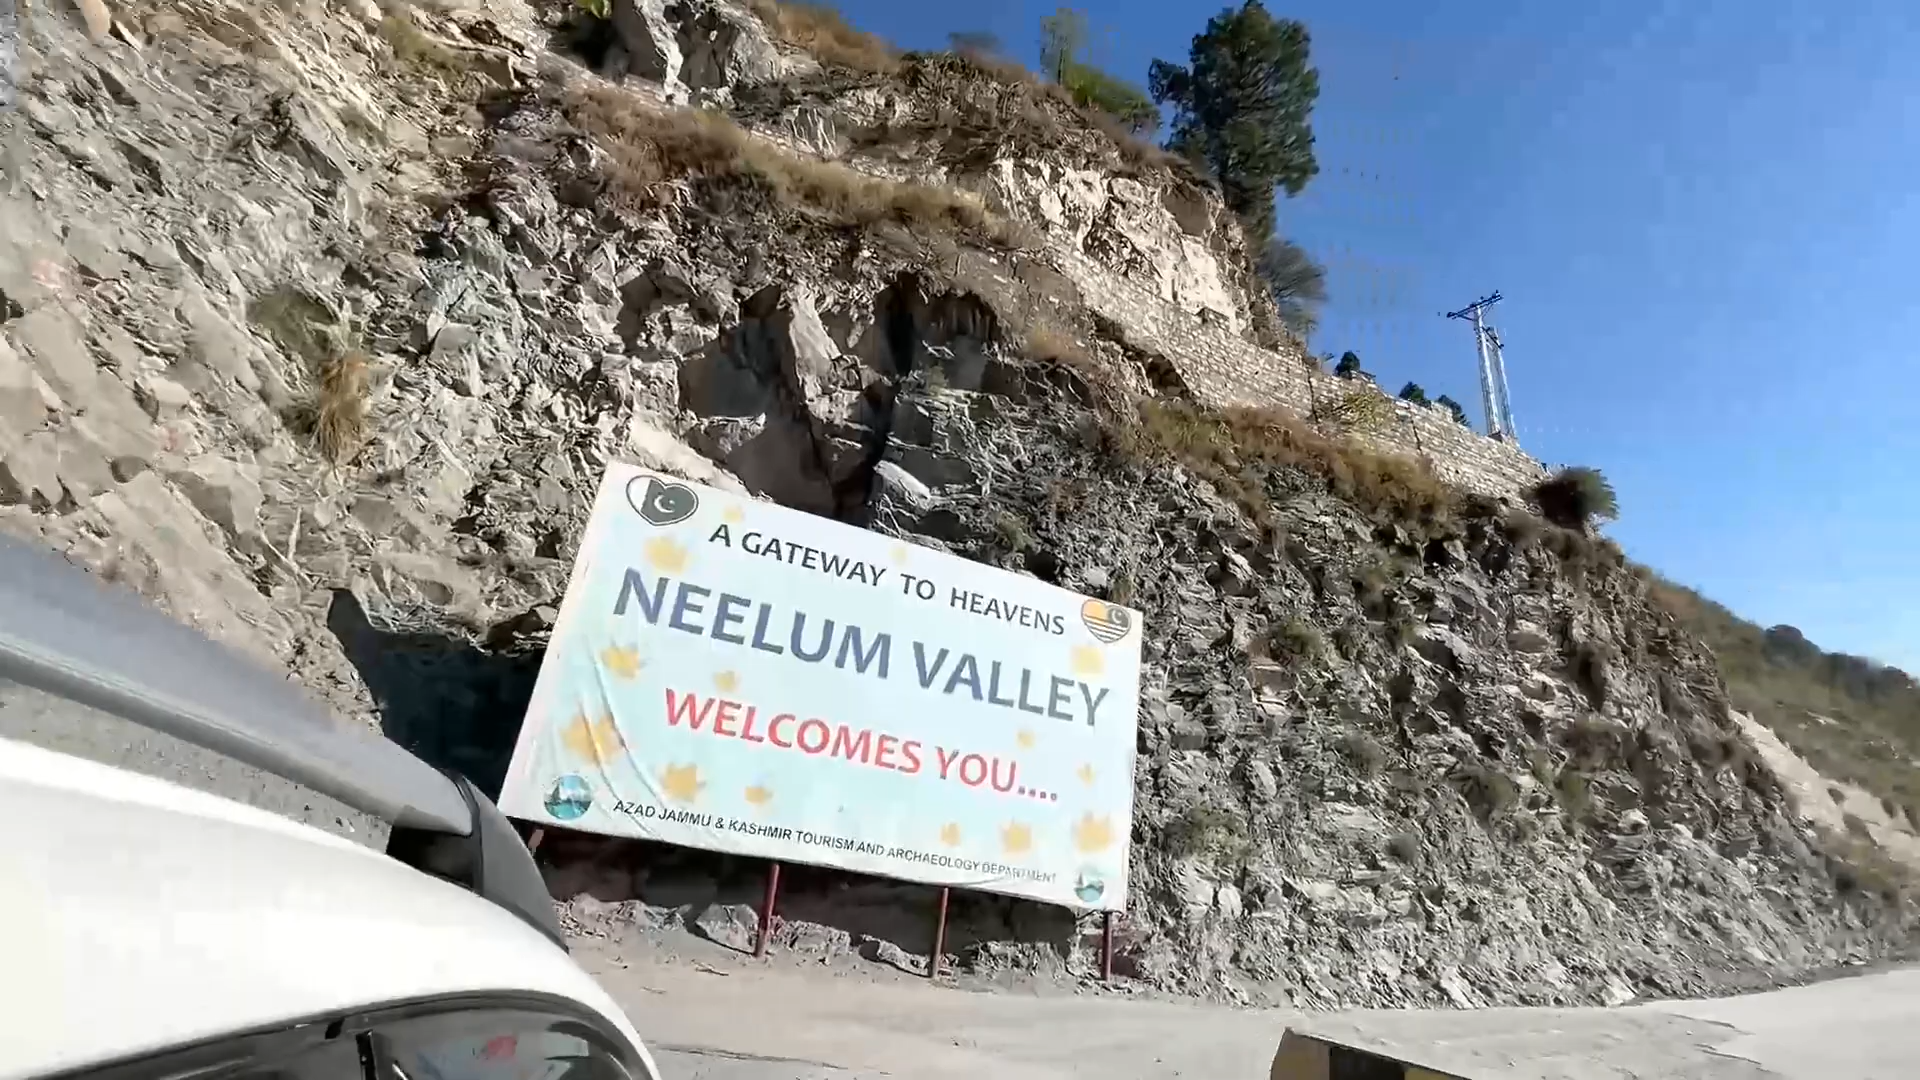 A GATEWAY TO HEAVENS
NEELUM VALLEY
WELCOMES YOU....
AZAD JAMMU & KASHMIR TOURISM AND ARCHAEOLOGY DEPARTMENT